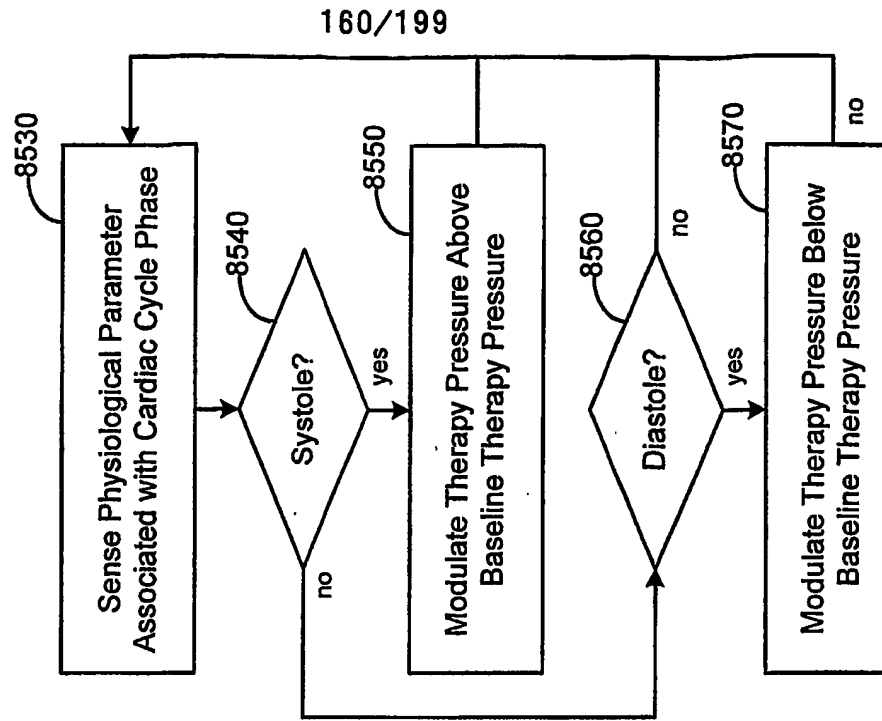 160/199
8530
Sense Physiological Parameter
Associated with Cardiac Cycle Phase
8540
Systole?
yes
no
8550
Modulate Therapy Pressure Above
Baseline Therapy Pressure
8560
Diastole?
no
yes
8570
Modulate Therapy Pressure Below
Baseline Therapy Pressure
no